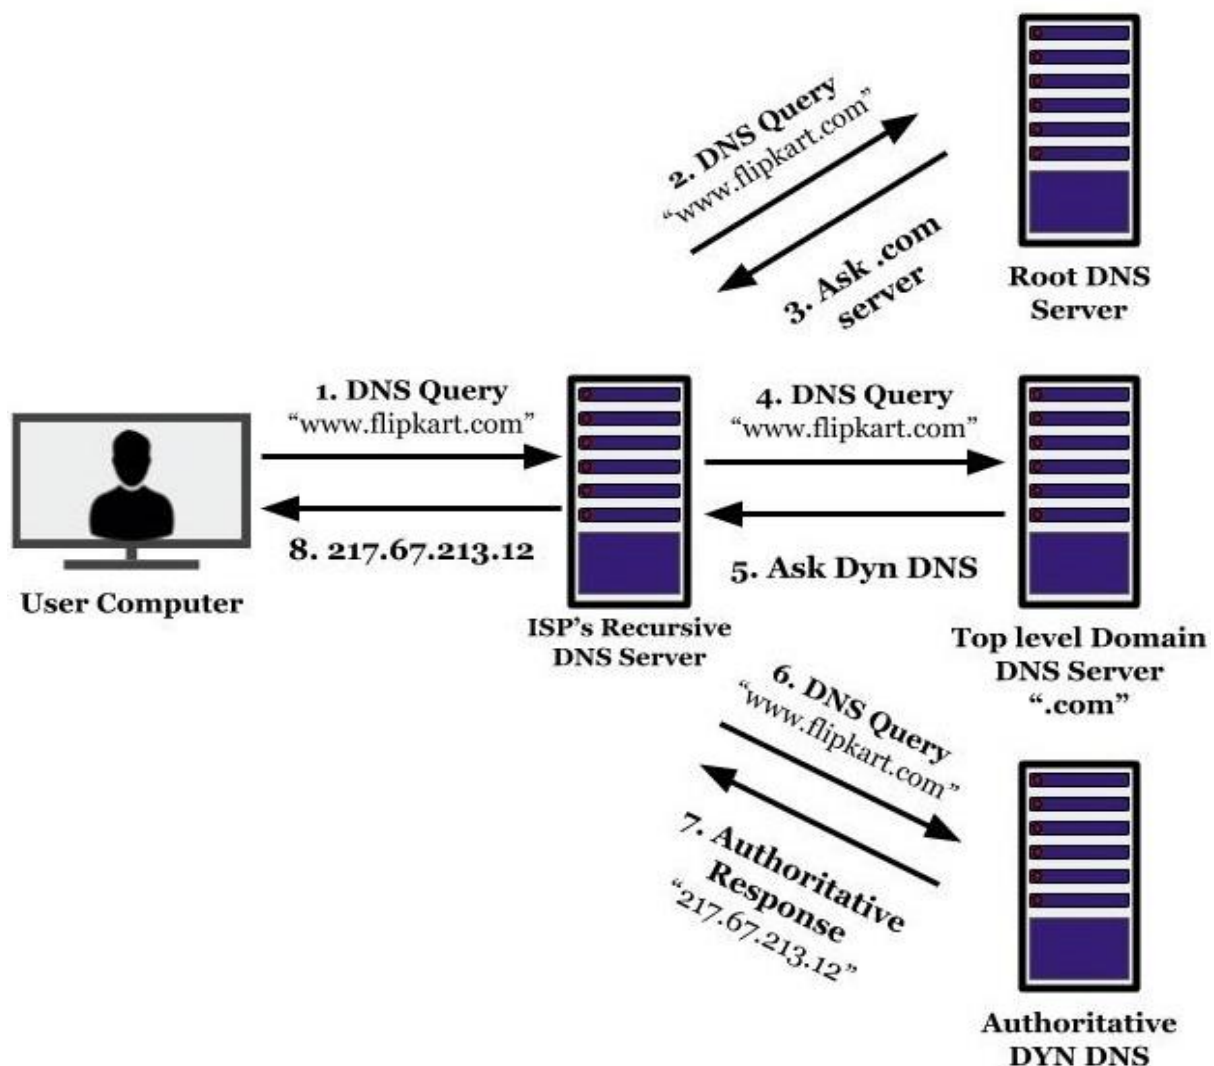 2. DNS Query
“www.flipkart.com”
3. Ask .com
server
Root DNS
Server
1. DNS Query
“www.flipkart.com”
8. 217.67.213.12
User Computer
ISP’s Recursive
DNS Server
4. DNS Query
“www.flipkart.com”
5. Ask Dyn DNS
Top level Domain
DNS Server
“.com”
6. DNS Query
“www.flipkart.com”
7. Authoritative
Response
“217.67.213.12”
Authoritative
DYN DNS